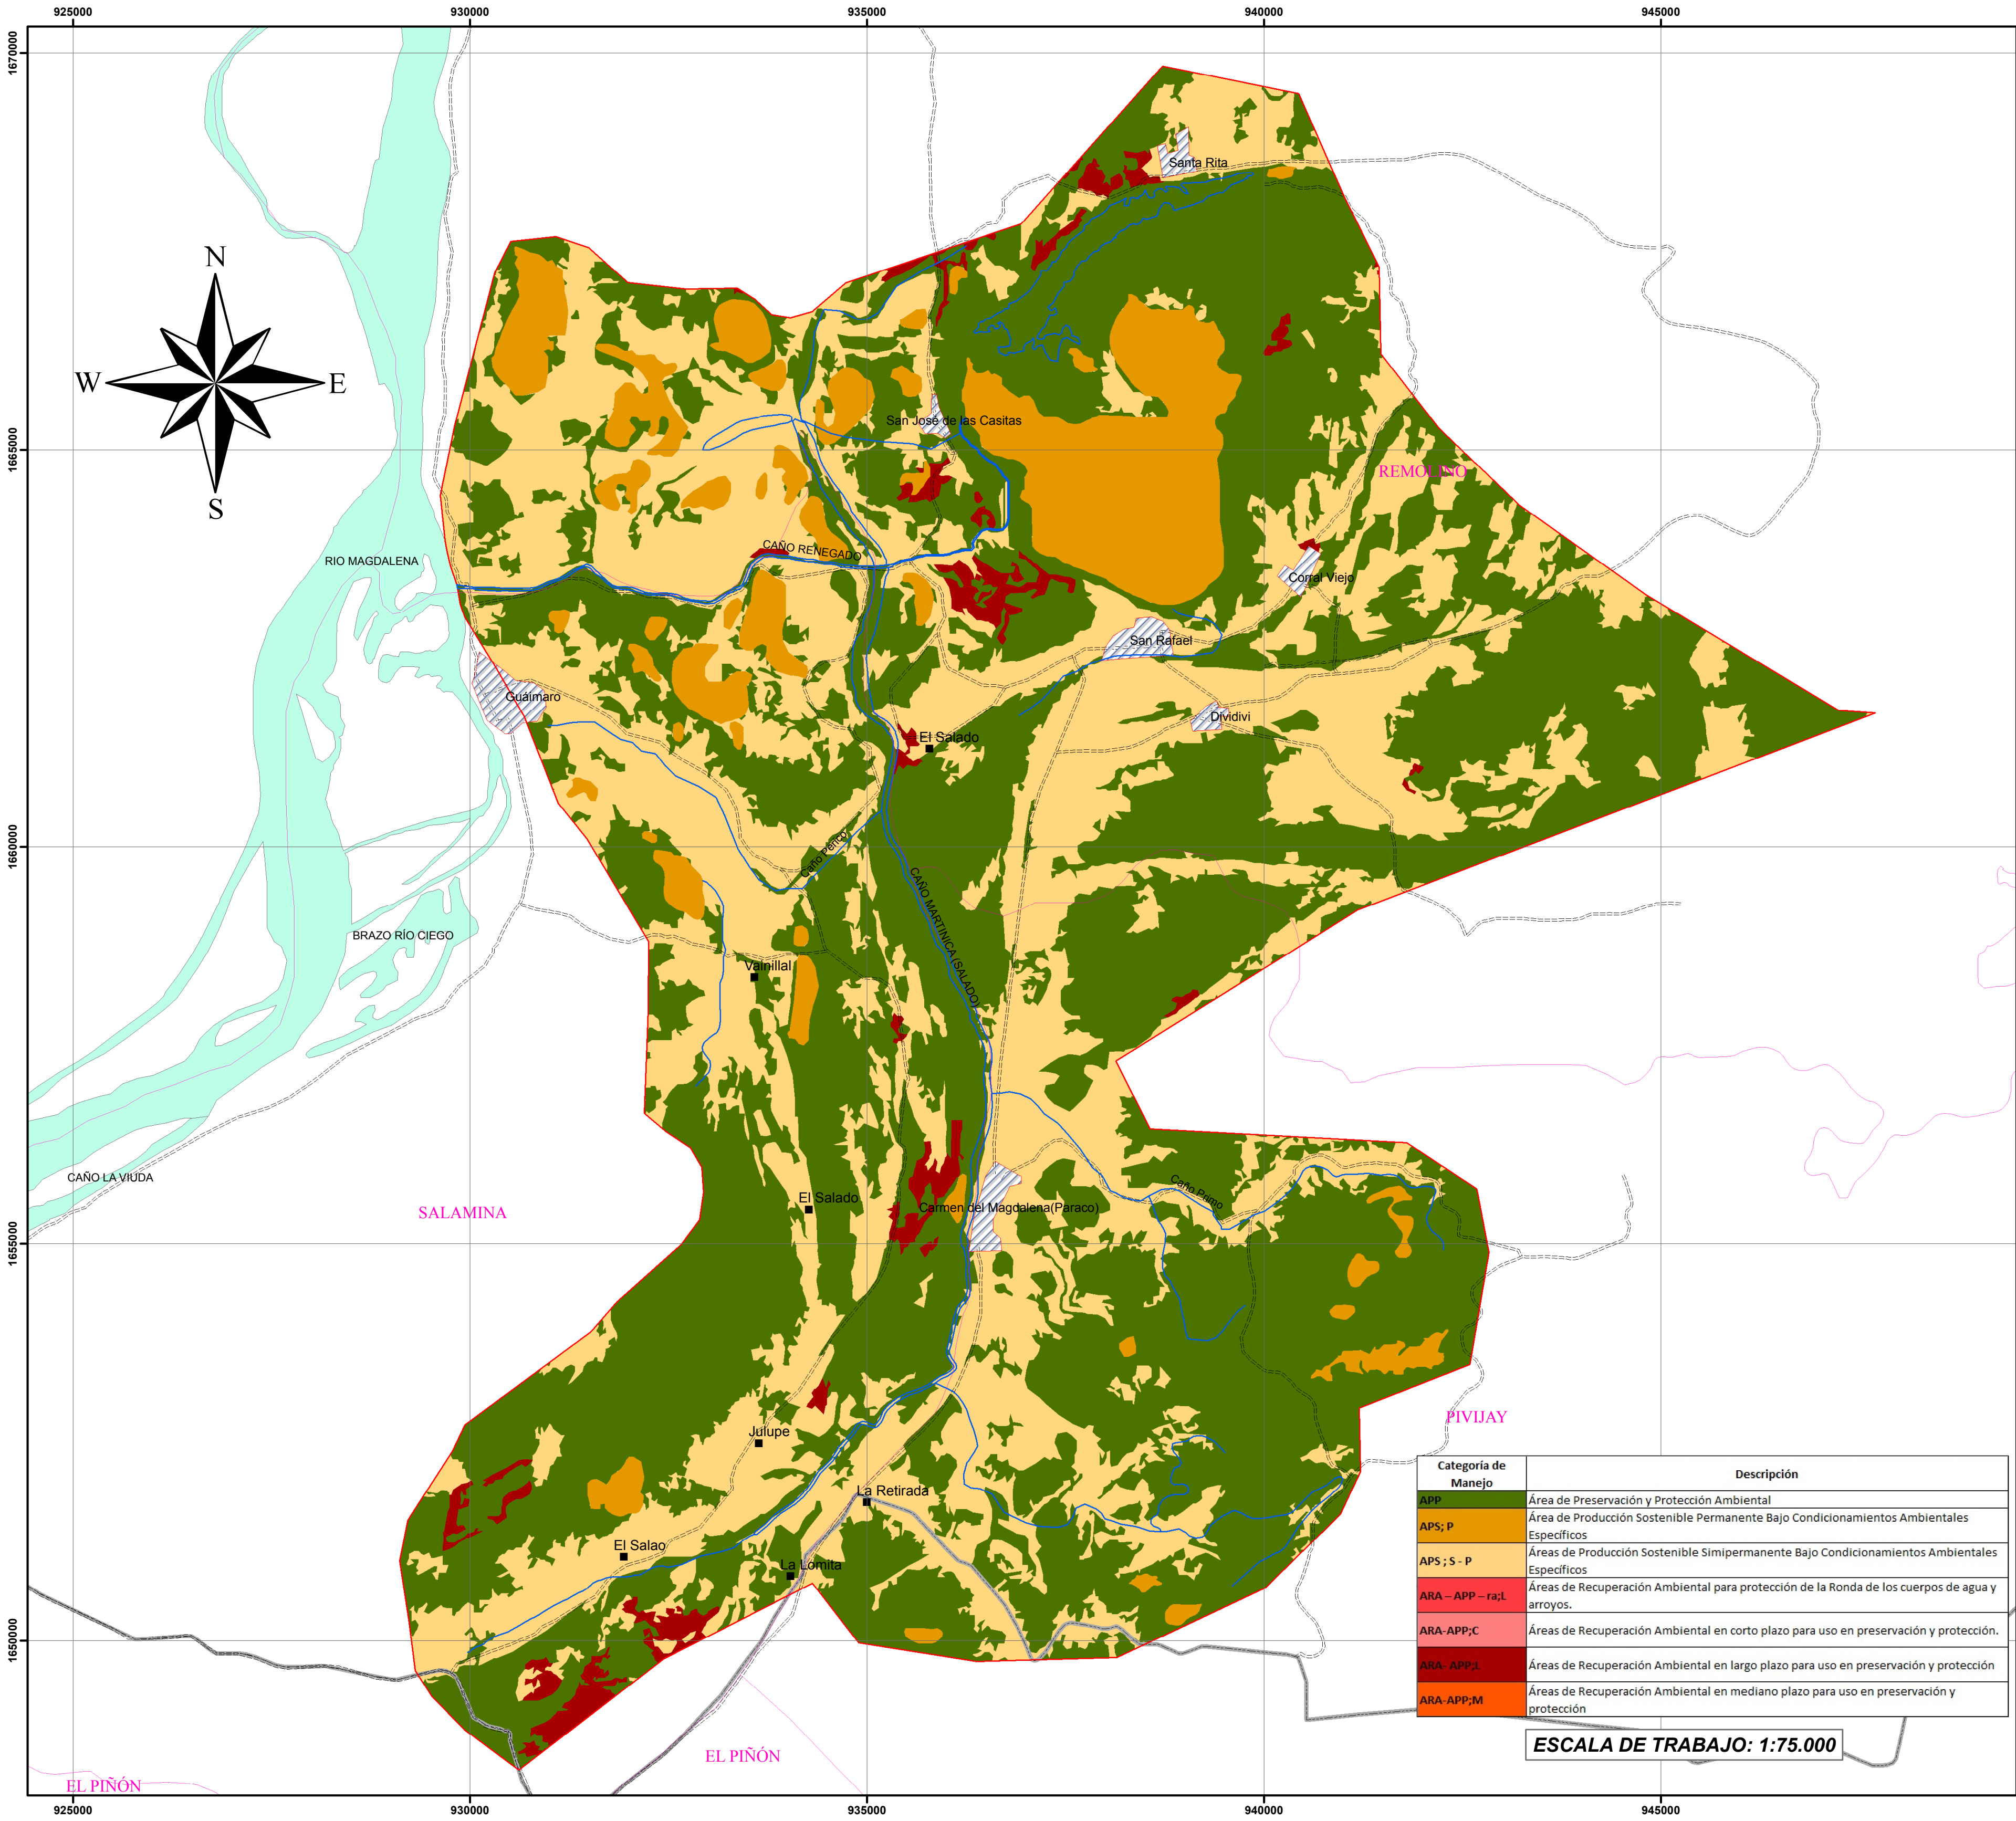 925000
930000
935000
940000
945000
1670000
1665000
1660000
1655000
1650000
N
W
E
S
Santa Rita
San José de las Casitas
REMOLINO
CAÑO RENEGADO
RIO MAGDALENA
Corral Viejo
San Rafael
Guáimaro
Dividivi
El Salado
Caño Perico
CAÑO MARTINICA (SALADO)
BRAZO RÍO CIEGO
Vainillal
CAÑO LA VIUDA
Caño Primo
El Salado
Carmen del Magdalena(Paraco)
SALAMINA
PIVIJAY
Julupe
La Retirada
El Salao
La Lomita
EL PIÑÓN
EL PIÑÓN
Categoría de
Manejo
Descripción
APP
Área de Preservación y Protección Ambiental
APS; P
Área de Producción Sostenible Permanente Bajo Condicionamientos Ambientales
Específicos
APS ; S - P
Áreas de Producción Sostenible Simipermanente Bajo Condicionamientos Ambientales
Específicos
ARA – APP – ra;L
Áreas de Recuperación Ambiental para protección de la Ronda de los cuerpos de agua y
arroyos.
ARA-APP;C
Áreas de Recuperación Ambiental en corto plazo para uso en preservación y protección.
ARA- APP;L
Áreas de Recuperación Ambiental en largo plazo para uso en preservación y protección
ARA-APP;M
Áreas de Recuperación Ambiental en mediano plazo para uso en preservación y
protección
ESCALA DE TRABAJO: 1:75.000
925000
930000
935000
940000
945000